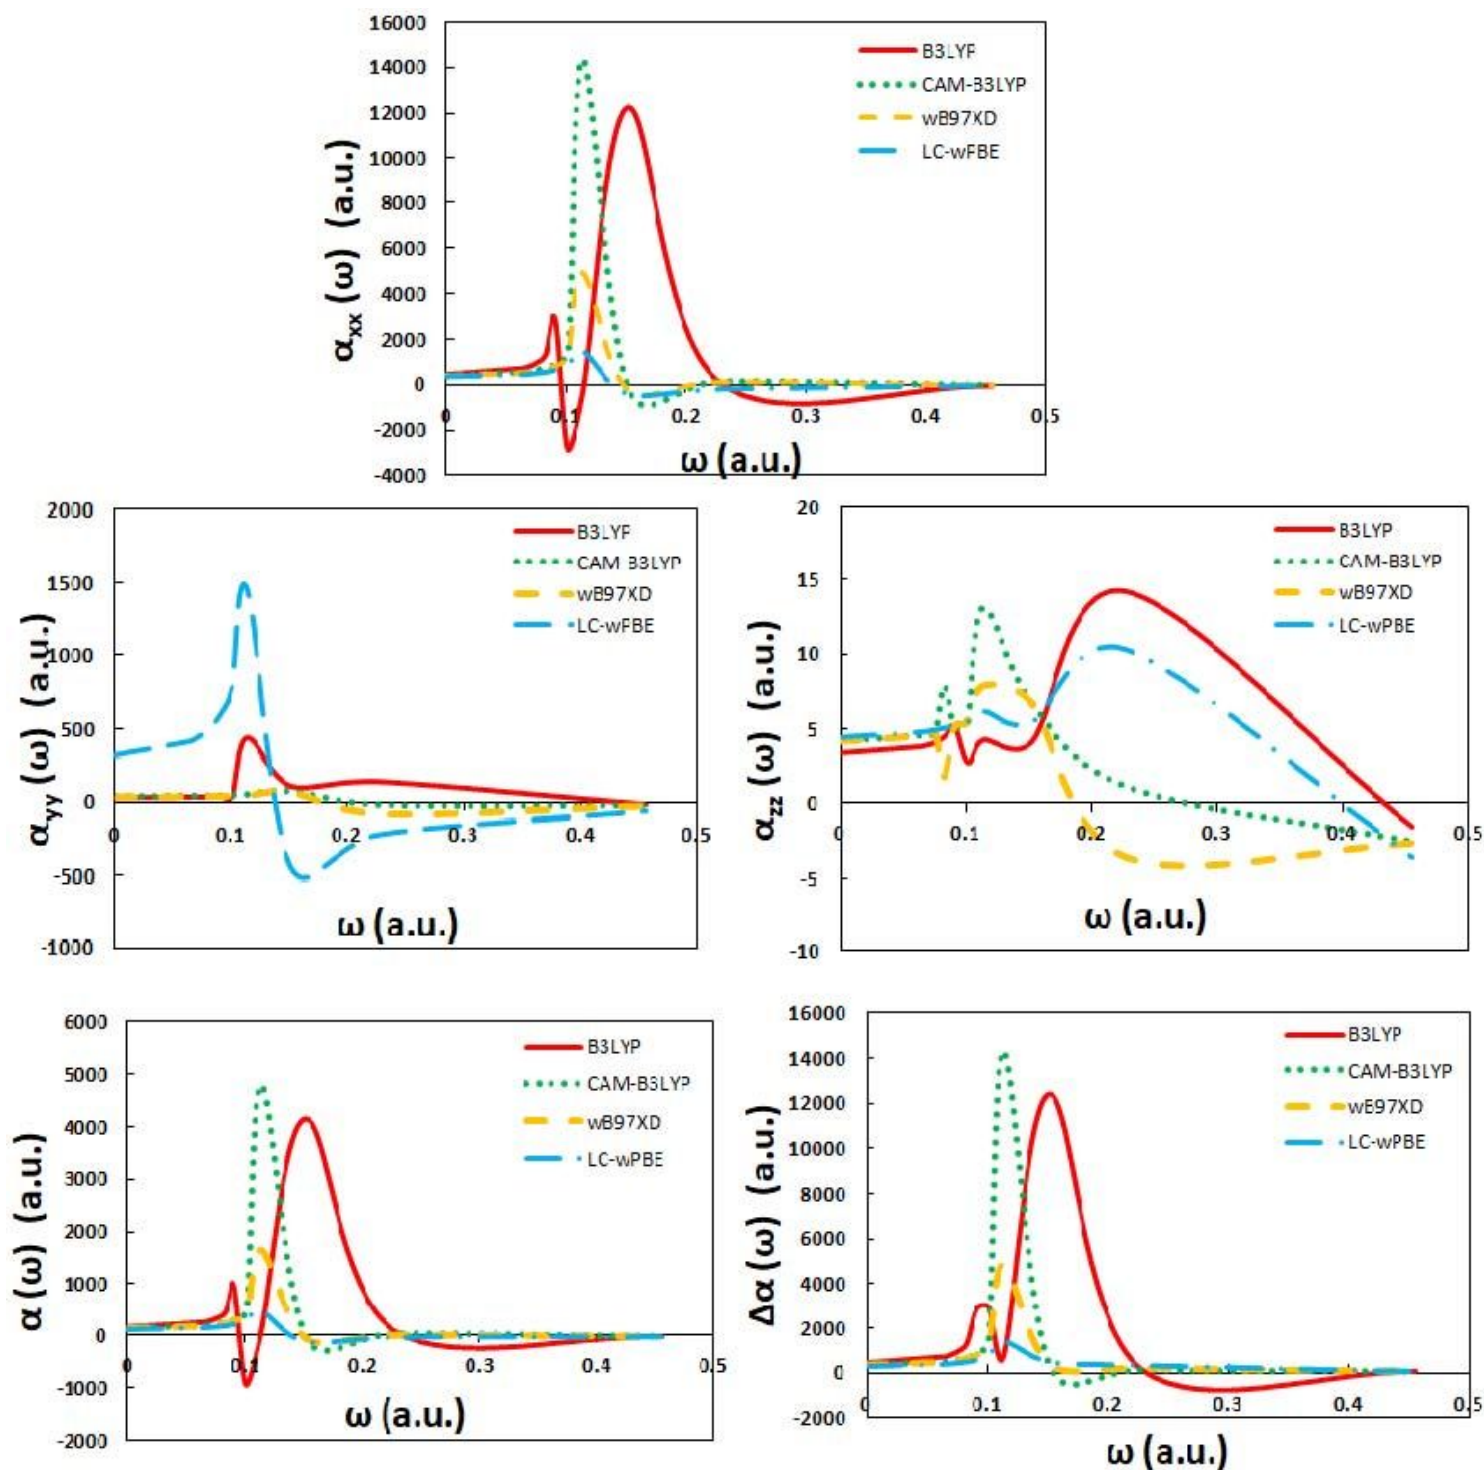 16000
14000
12000
10000
8000
6000
4000
2000
0
-2000
-4000
αxx (ω) (a.u.)
B3LYP
CAM-B3LYP
wB97XD
LC-wPBE
0 0.1 0.2 0.3 0.4 0.5
ω (a.u.)
2000
1500
1000
500
0
-500
-1000
αyy (ω) (a.u.)
B3LYP
CAM-B3LYP
wB97XD
LC-wPBE
0 0.1 0.2 0.3 0.4 0.5
ω (a.u.)
20
15
10
5
0
-5
-10
αzz (ω) (a.u.)
B3LYP
CAM-B3LYP
wB97XD
LC-wPBE
0 0.1 0.2 0.3 0.4 0.5
ω (a.u.)
6000
5000
4000
3000
2000
1000
0
-1000
-2000
α (ω) (a.u.)
B3LYP
CAM-B3LYP
wB97XD
LC-wPBE
0 0.1 0.2 0.3 0.4 0.5
ω (a.u.)
16000
14000
12000
10000
8000
6000
4000
2000
0
-2000
Δα (ω) (a.u.)
B3LYP
CAM-B3LYP
wB97XD
LC-wPBE
0 0.1 0.2 0.3 0.4 0.5
ω (a.u.)